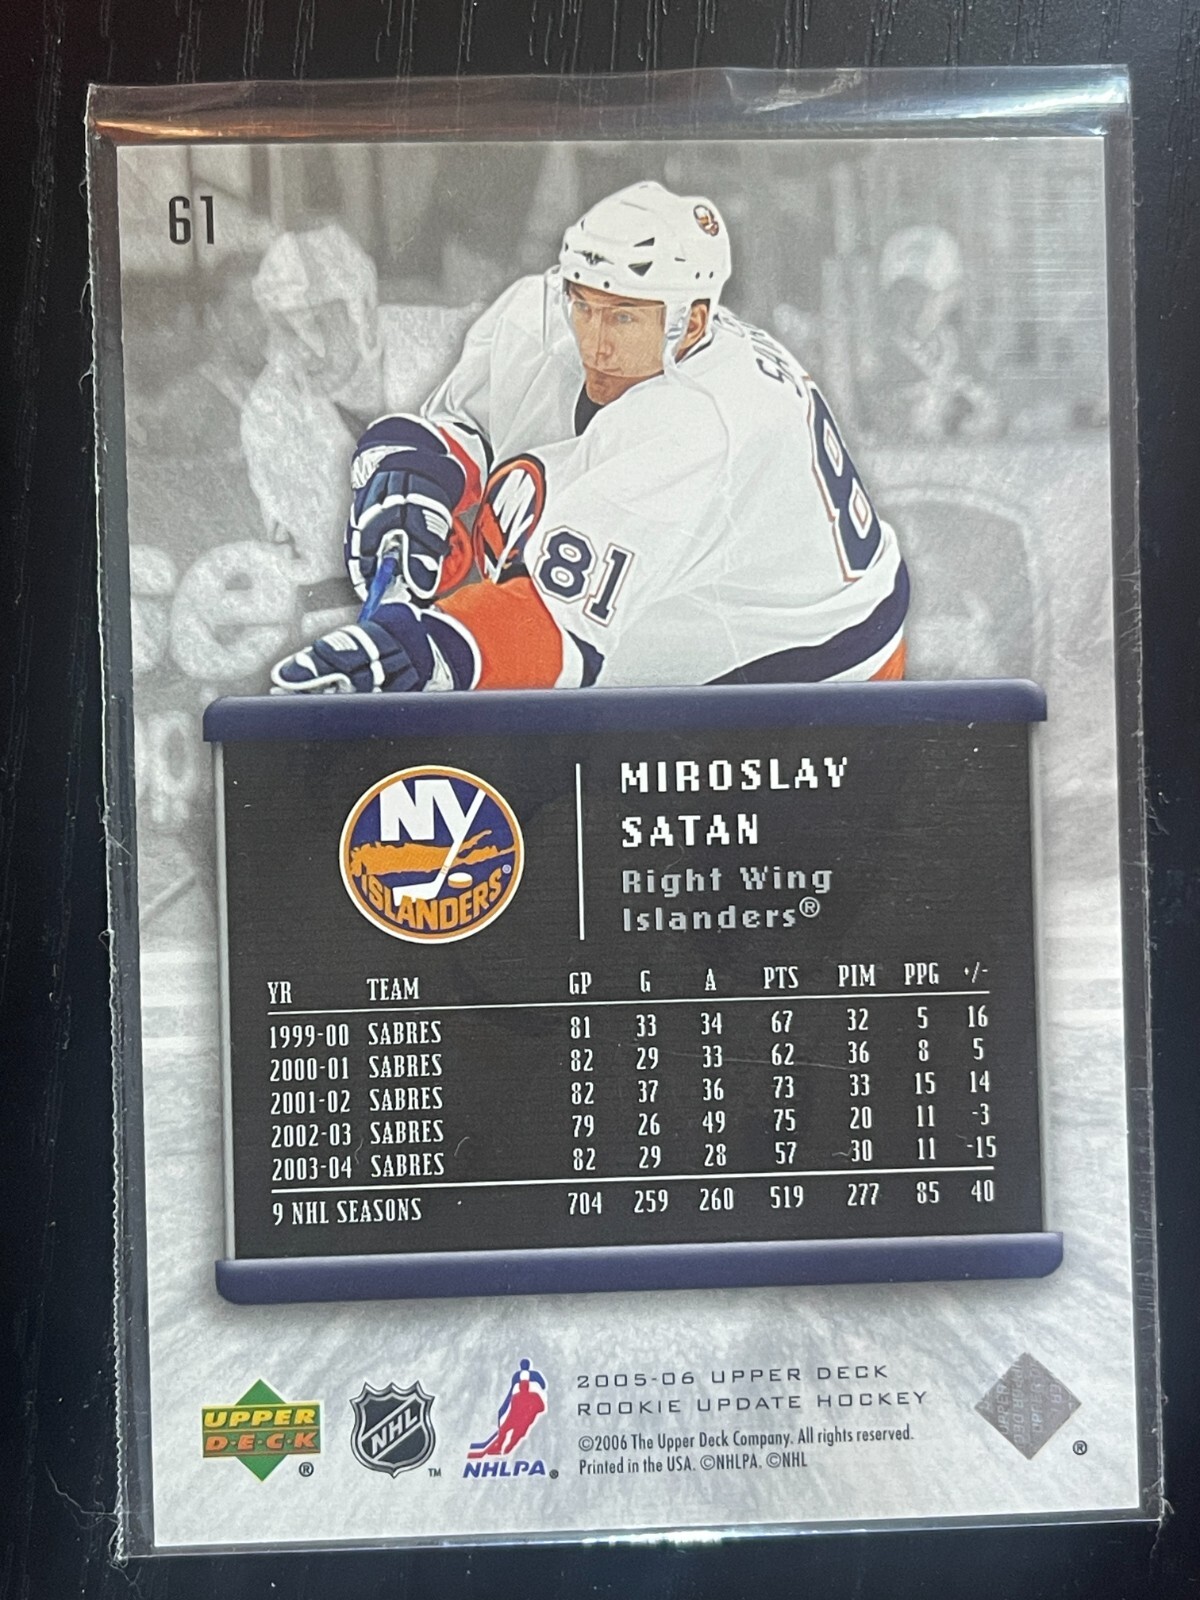 61
81
8
NY
ISLANDERS®
MIROSLAV
SATAN
Right Wing
Islanders®
YR TEAM GP G A PTS PIM PPG +/-
1999-00 SABRES 81 33 34 67 32 5 16
2000-01 SABRES 82 29 33 62 36 8 5
2001-02 SABRES 82 37 36 73 33 15 14
2002-03 SABRES 79 26 49 75 20 11 -3
2003-04 SABRES 82 29 28 57 30 11 -15
9 NHL SEASONS 704 259 260 519 277 85 40
UPPER
D·E·C·K
®
NHL
TM
NHLPA®
2005-06 UPPER DECK
ROOKIE UPDATE HOCKEY
©2006 The Upper Deck Company. All rights reserved.
Printed in the USA. ©NHLPA. ©NHL
®